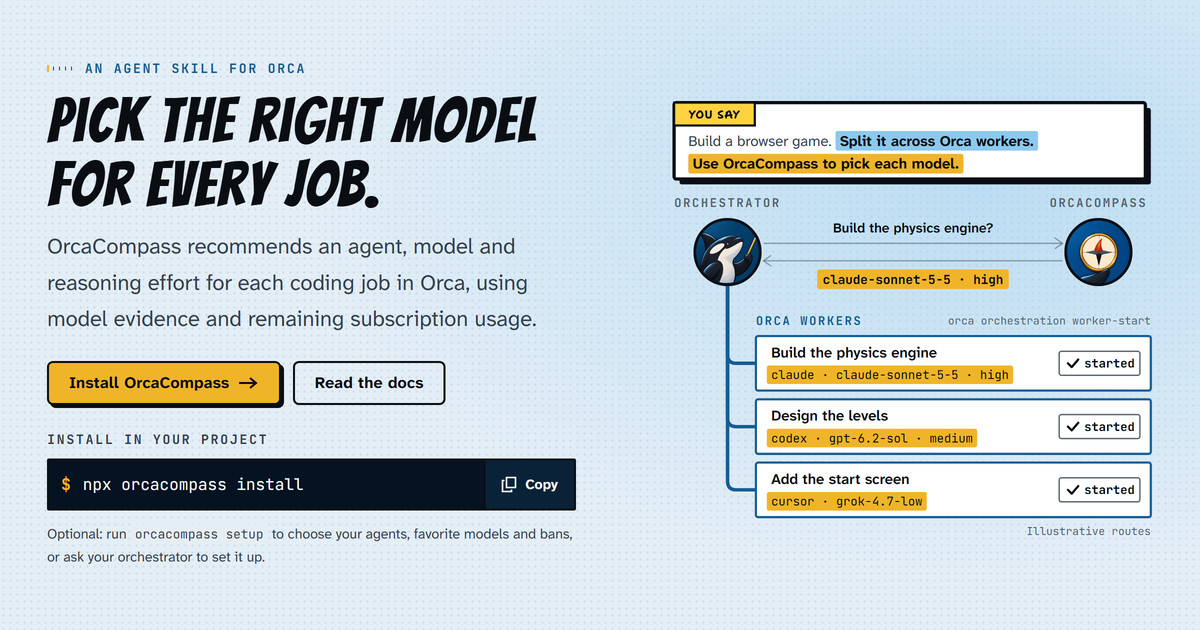 AN AGENT SKILL FOR ORCA
PICK THE RIGHT MODEL
FOR EVERY JOB.
OrcaCompass recommends an agent, model and
reasoning effort for each coding job in Orca, using
model evidence and remaining subscription usage.
Install OrcaCompass →
Read the docs
INSTALL IN YOUR PROJECT
$ npx orcacompass install
Copy
Optional: run orcacompass setup to choose your agents, favorite models and bans,
or ask your orchestrator to set it up.
YOU SAY
Build a browser game. Split it across Orca workers.
Use OrcaCompass to pick each model.
ORCHESTRATOR
ORCACOMPASS
Build the physics engine?
claude-sonnet-5-5 · high
ORCA WORKERS
orca orchestration worker-start
Build the physics engine
claude · claude-sonnet-5-5 · high
✓ started
Design the levels
codex · gpt-6.2-sol · medium
✓ started
Add the start screen
cursor · grok-4.7-low
✓ started
Illustrative routes